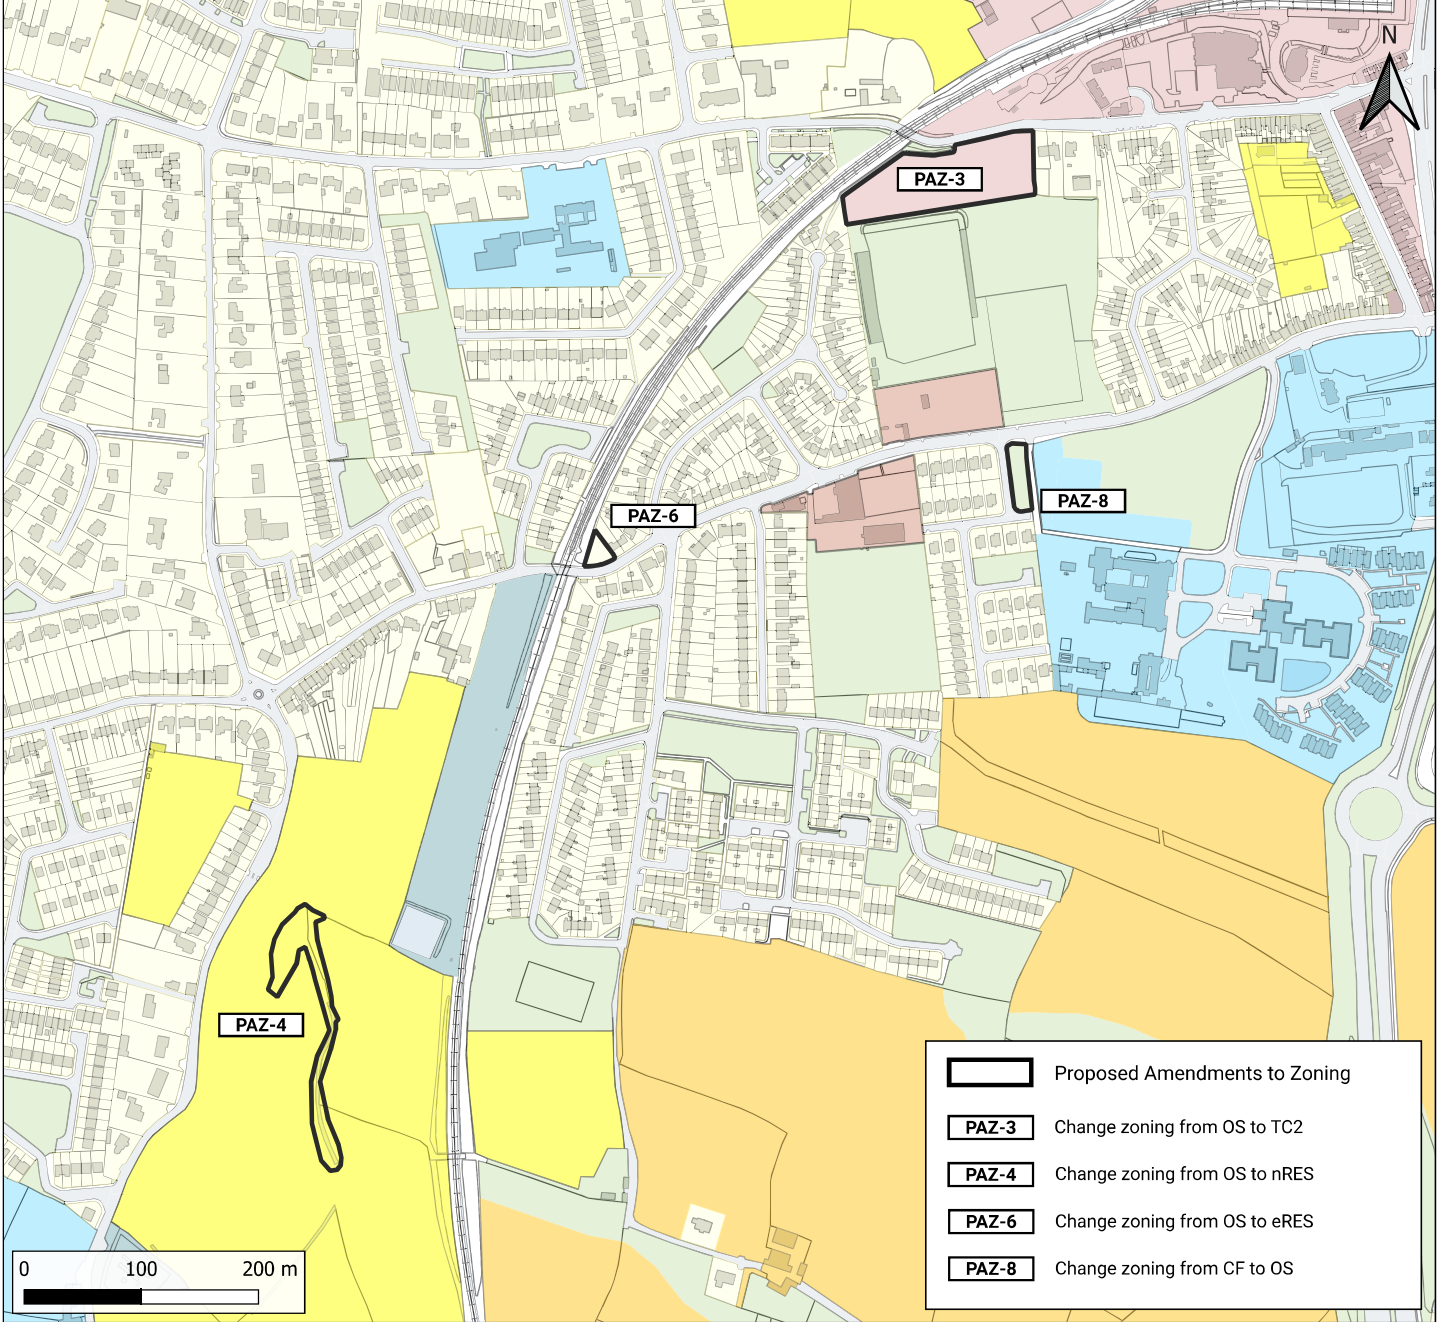 N
PAZ-3
PAZ-8
PAZ-6
PAZ-4
Proposed Amendments to Zoning
PAZ-3 Change zoning from OS to TC2
PAZ-4 Change zoning from OS to nRES
PAZ-6 Change zoning from OS to eRES
PAZ-8 Change zoning from CF to OS
0 100 200 m